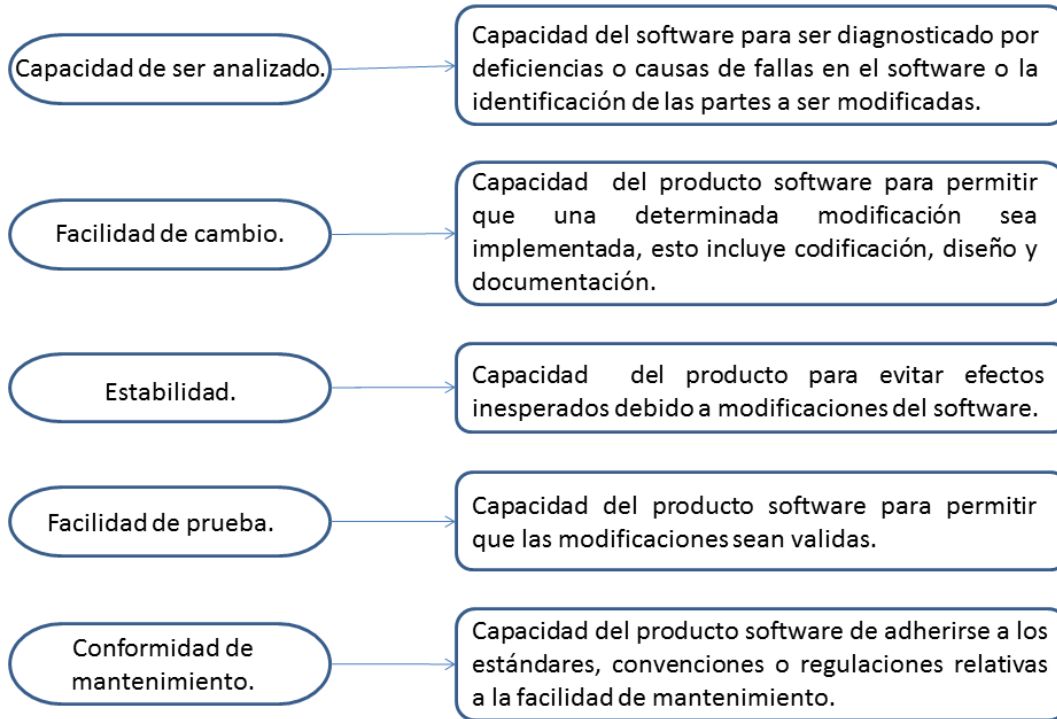 Capacidad de ser analizado.
Capacidad del software para ser diagnosticado por
deficiencias o causas de fallas en el software o la
identificación de las partes a ser modificadas.
Facilidad de cambio.
Capacidad del producto software para permitir
que una determinada modificación sea
implementada, esto incluye codificación, diseño y
documentación.
Estabilidad.
Capacidad del producto para evitar efectos
inesperados debido a modificaciones del software.
Facilidad de prueba.
Capacidad del producto software para permitir
que las modificaciones sean validas.
Conformidad de
mantenimiento.
Capacidad del producto software de adherirse a los
estándares, convenciones o regulaciones relativas
a la facilidad de mantenimiento.